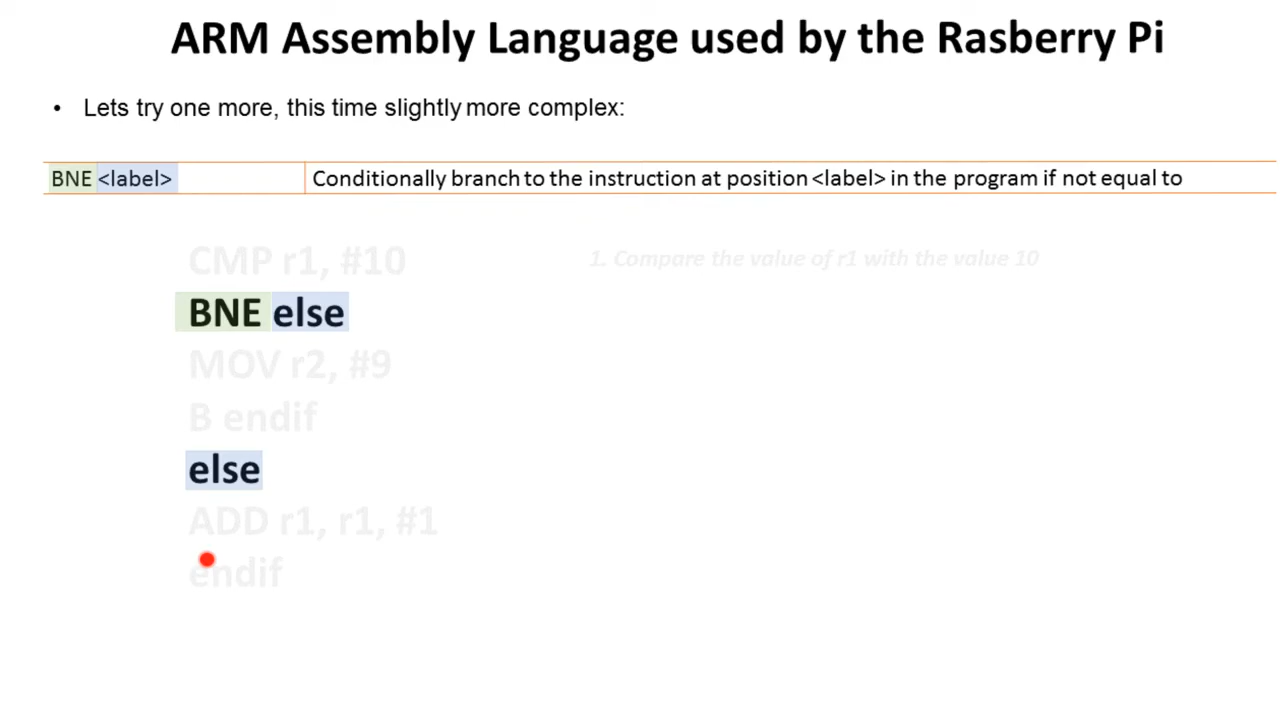 ARM Assembly Language used by the Rasberry Pi
• Lets try one more, this time slightly more complex:
BNE <label> Conditionally branch to the instruction at position <label> in the program if not equal to
CMP r1, #10 1. Compare the value of r1 with the value 10
BNE else
MOV r2, #9
B endif
else
ADD r1, r1, #1
endif